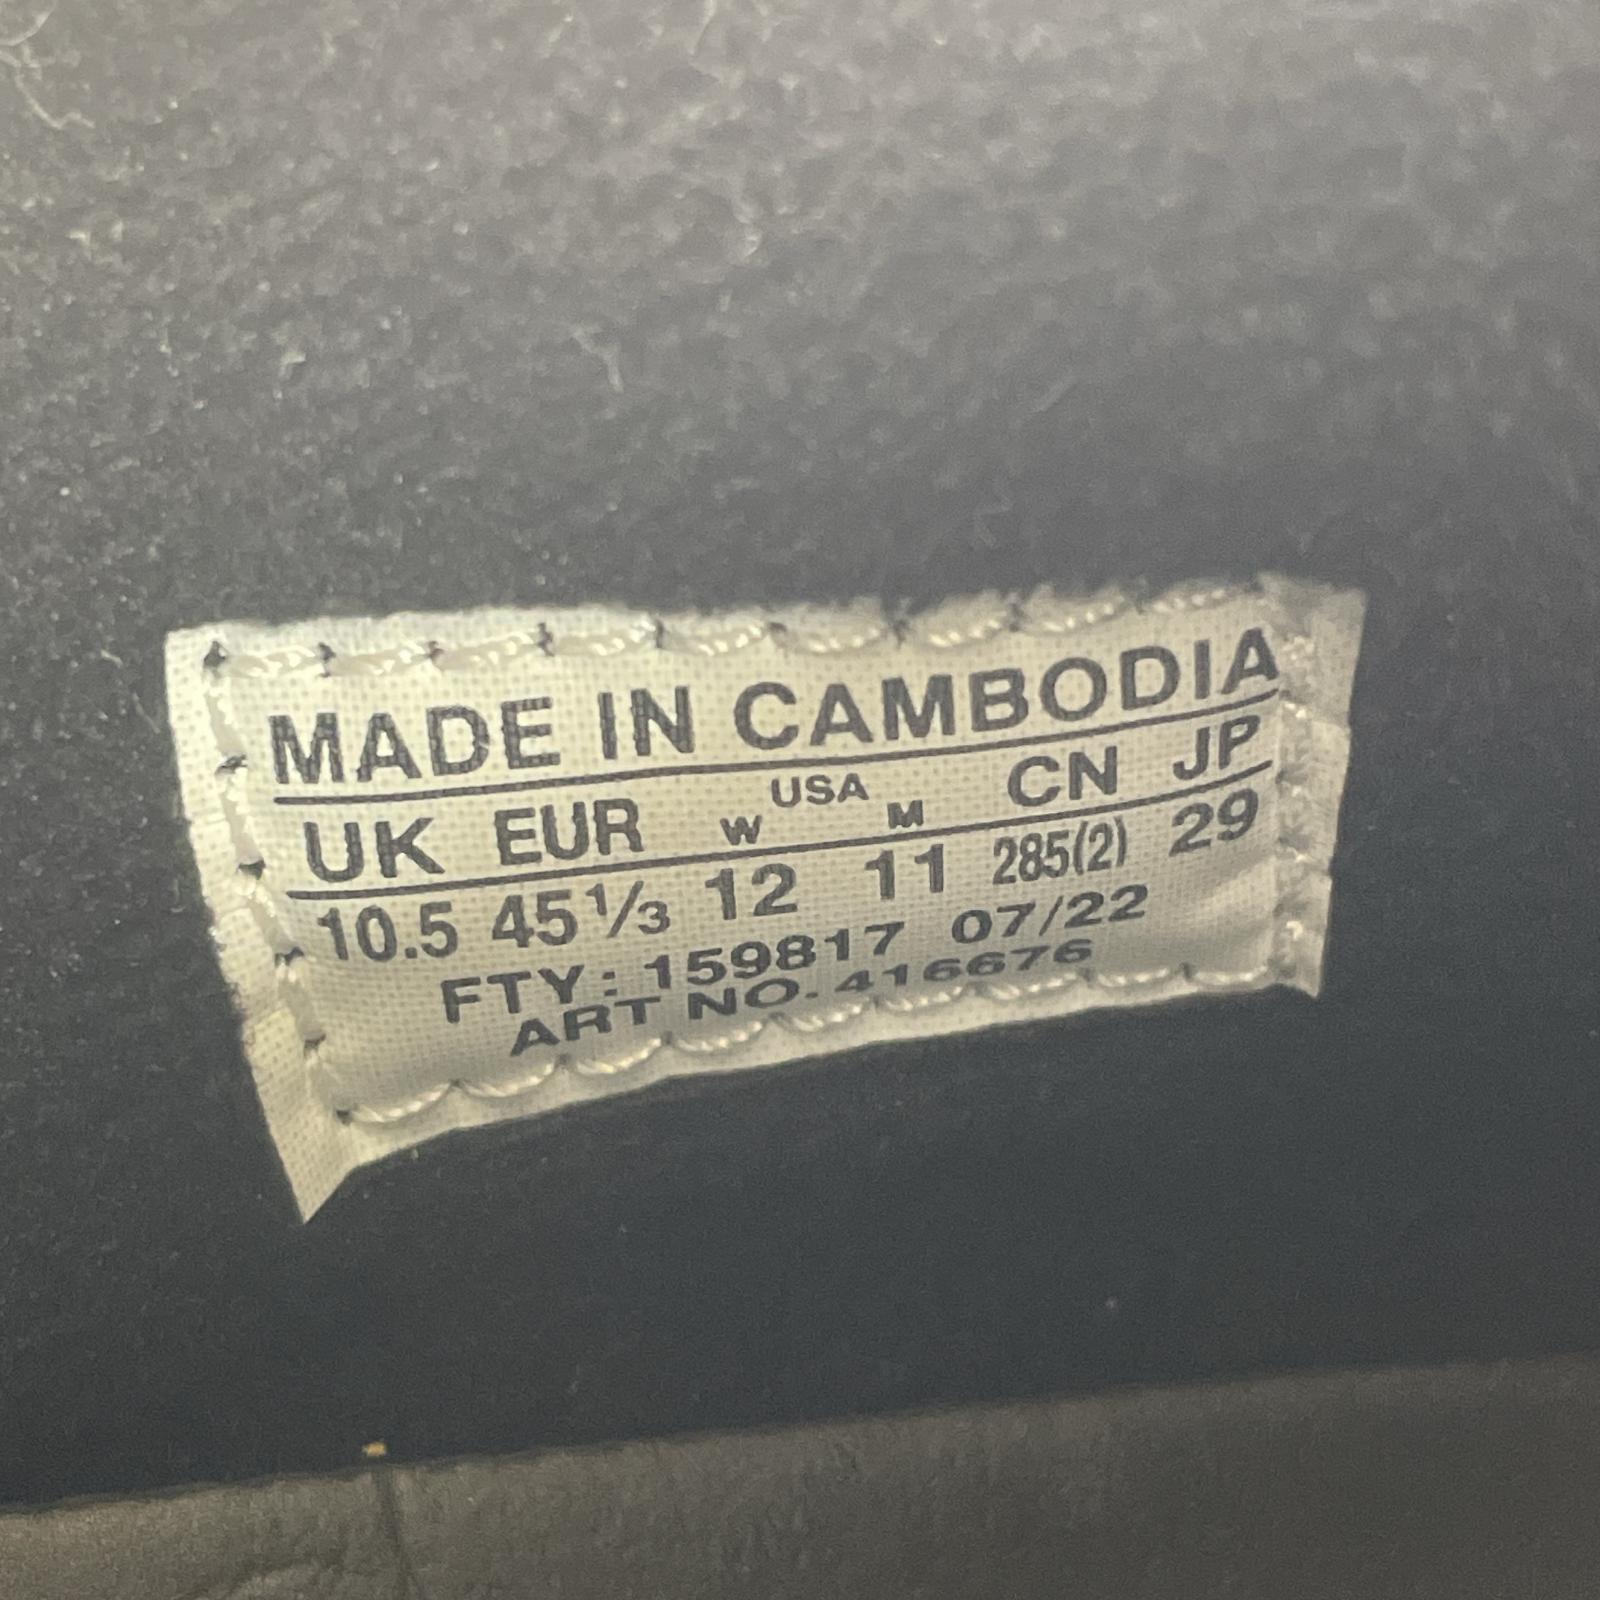 MADE IN CAMBODIA
UK EUR USA W M CN JP
10.5 45⅓ 12 11 285(2) 29
FTY: 159817 07/22
ART NO. 416676